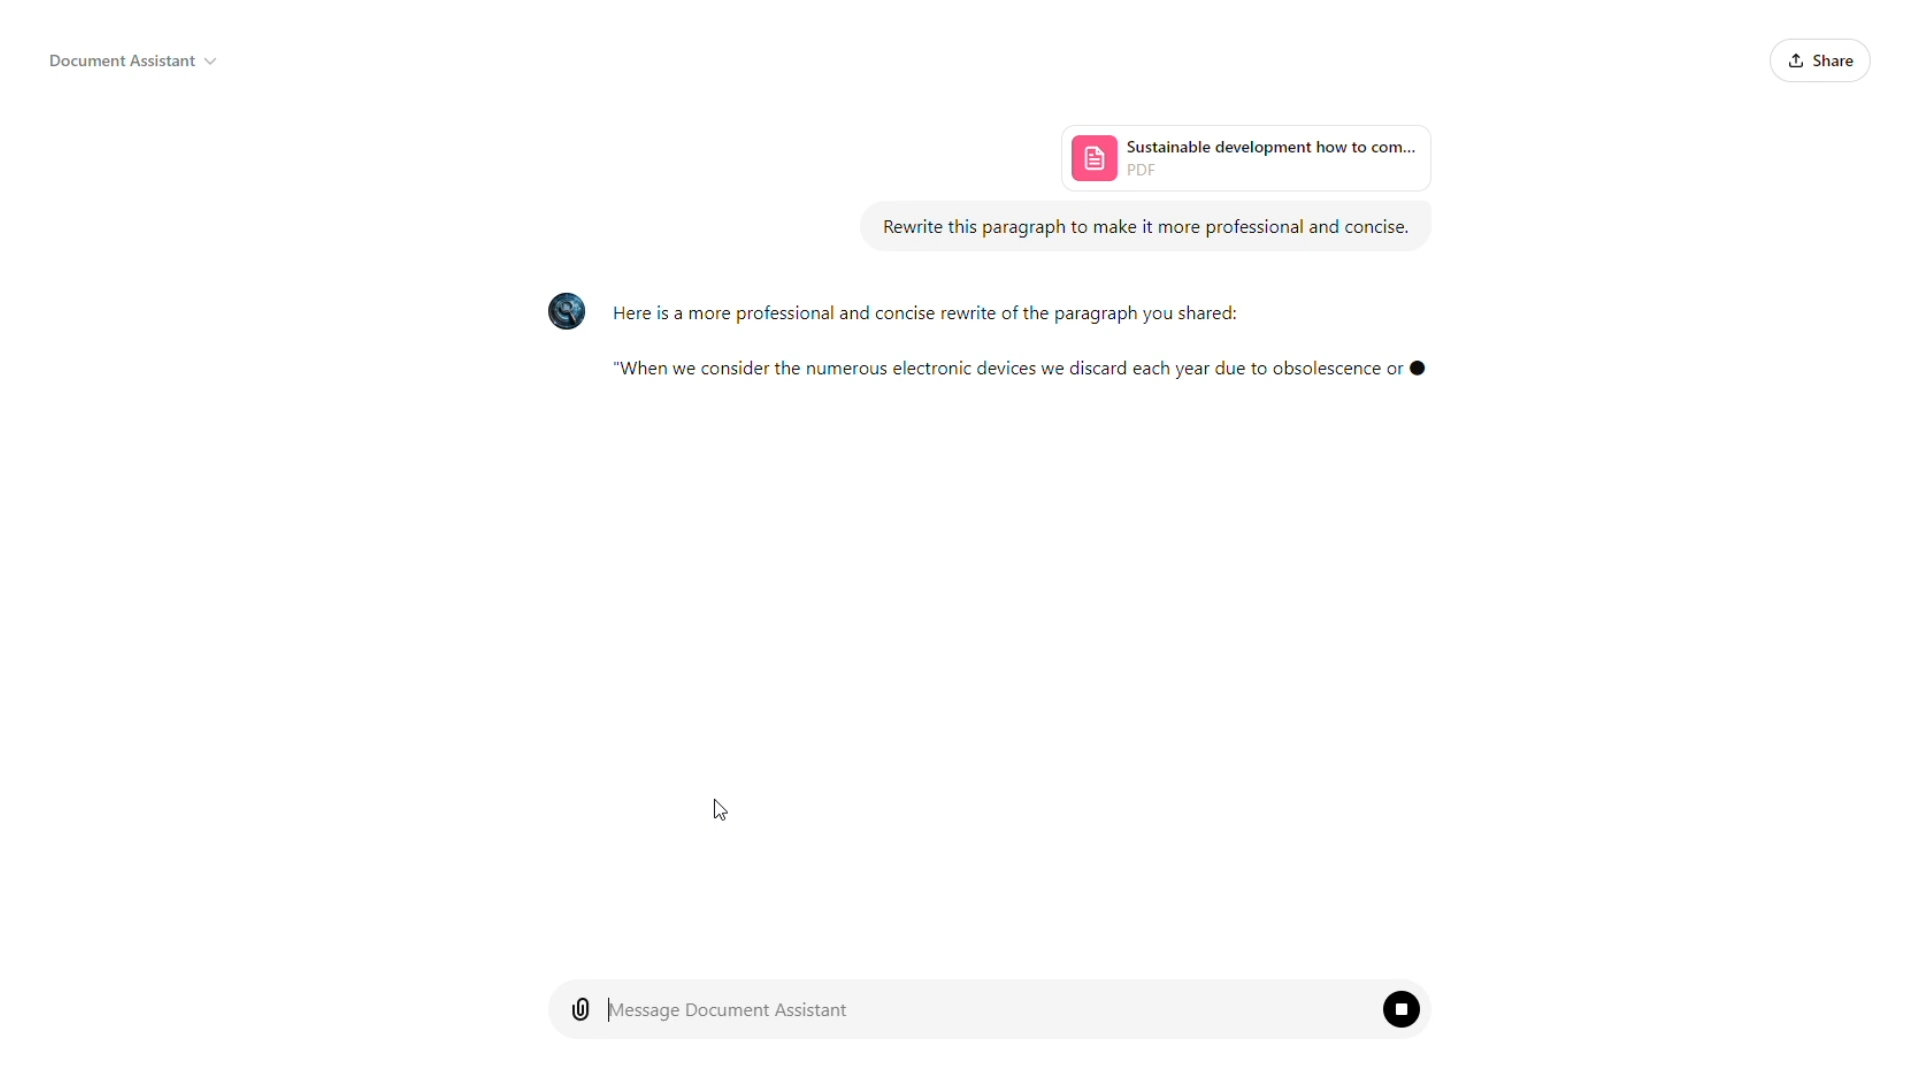 Document Assistant
Share
Sustainable development how to com...
PDF
Rewrite this paragraph to make it more professional and concise.
Here is a more professional and concise rewrite of the paragraph you shared:
"When we consider the numerous electronic devices we discard each year due to obsolescence or
Message Document Assistant